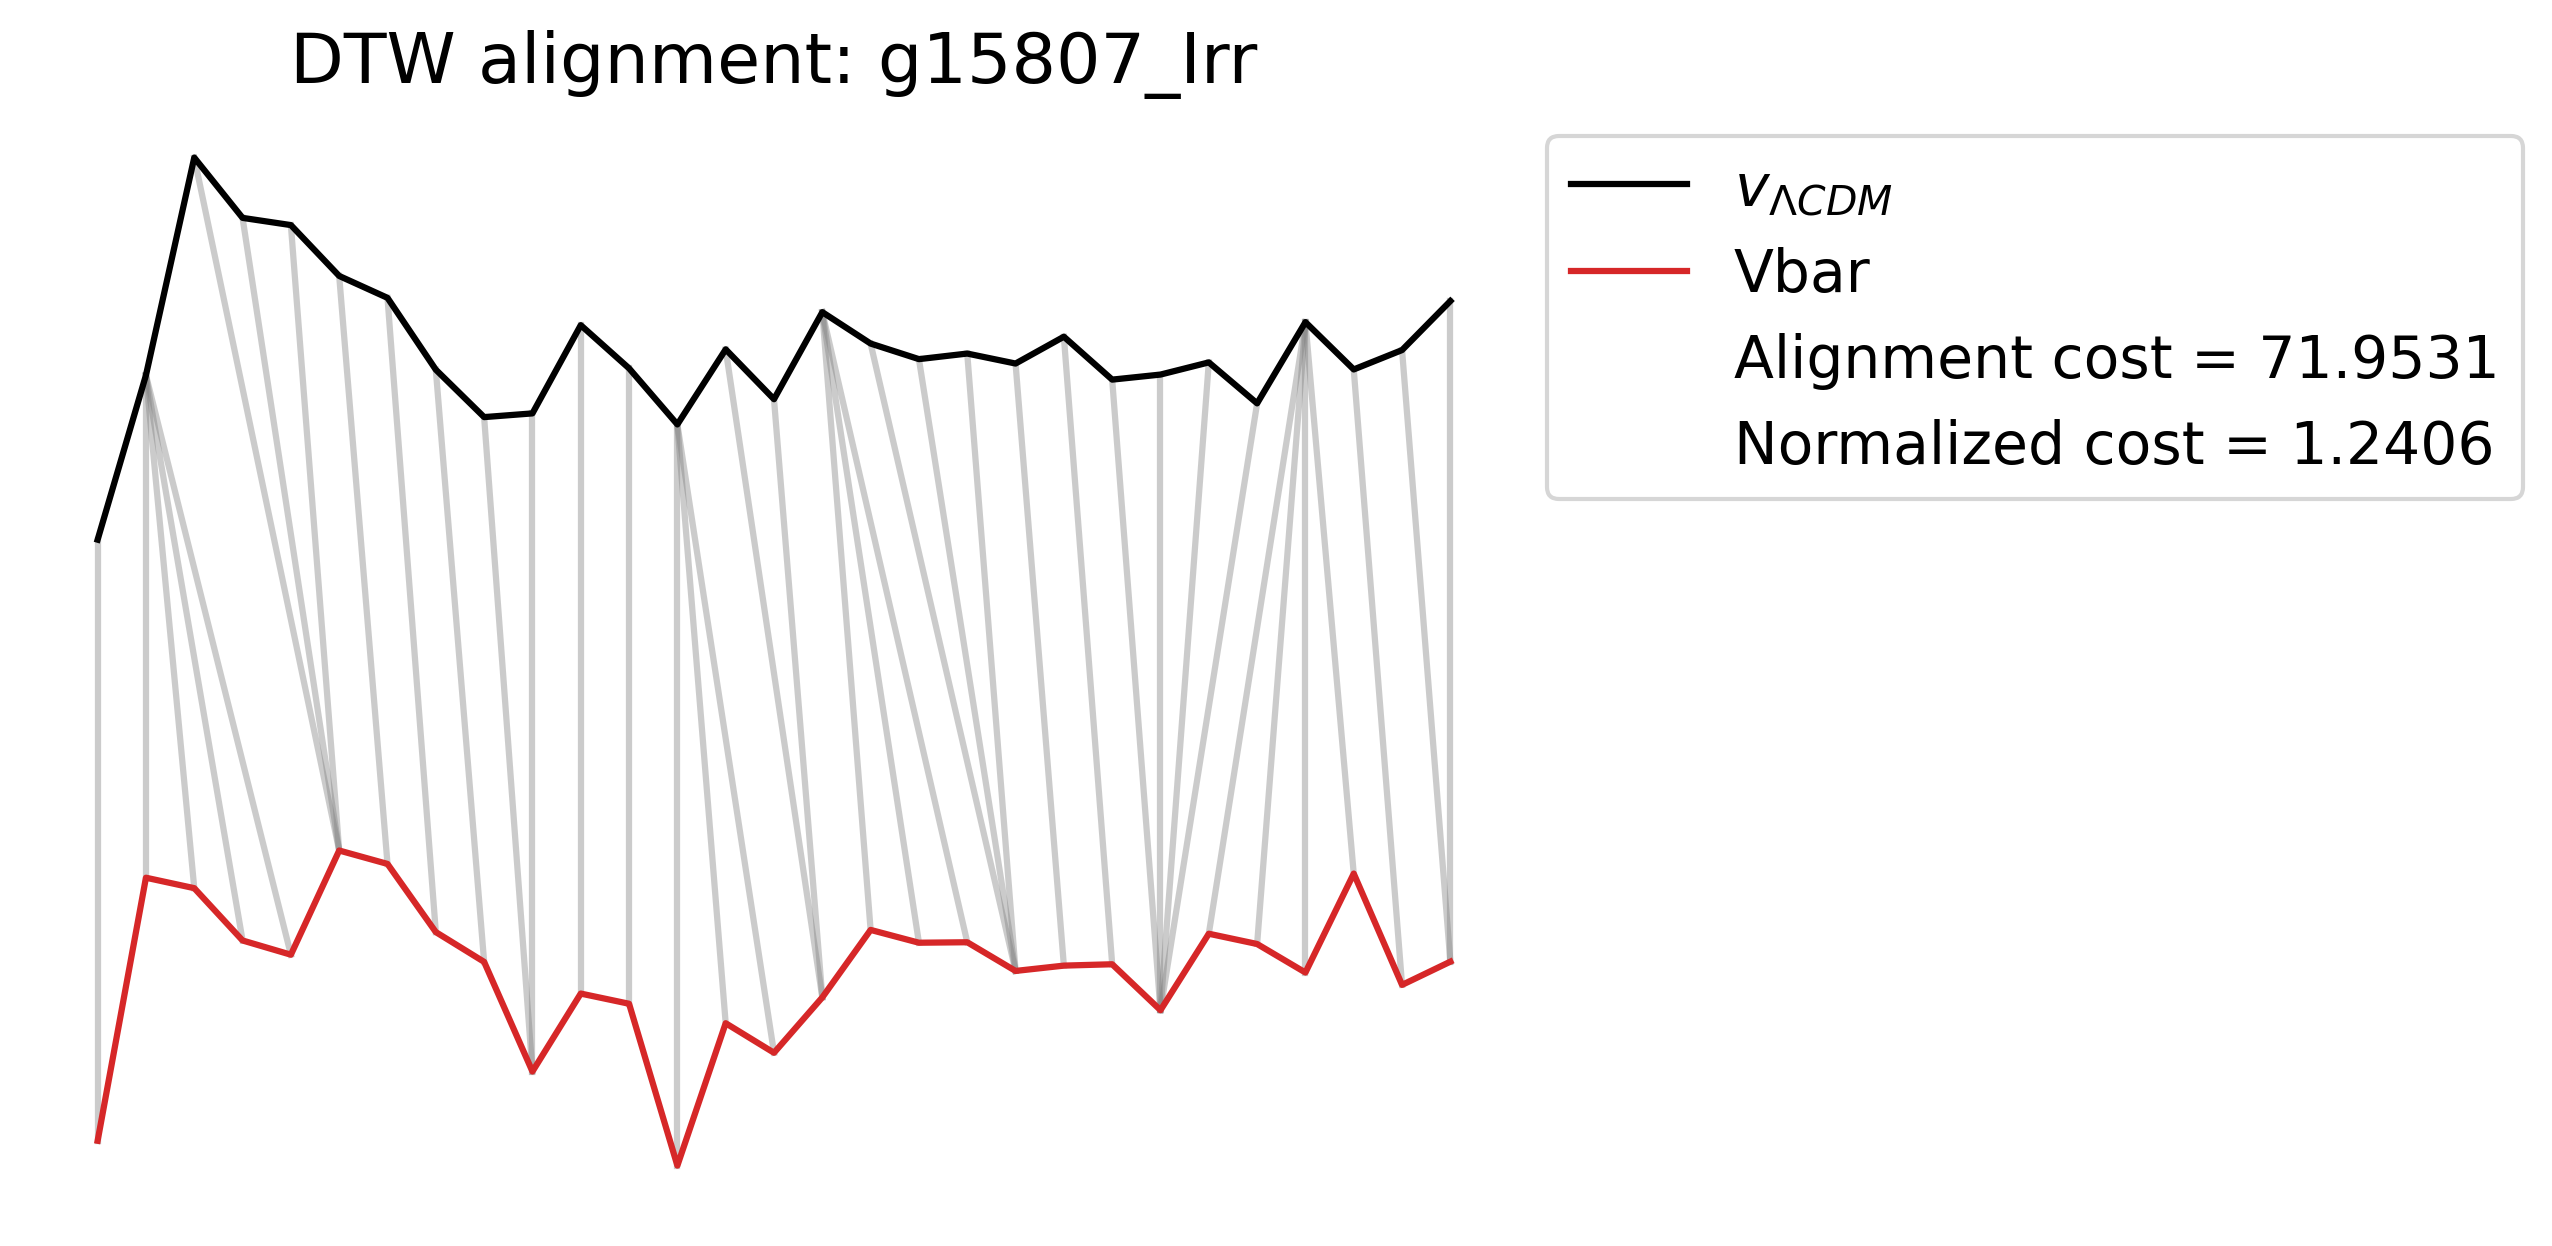 DTW alignment: g15807_Irr
v_ΛCDM
Vbar
Alignment cost = 71.9531
Normalized cost = 1.2406